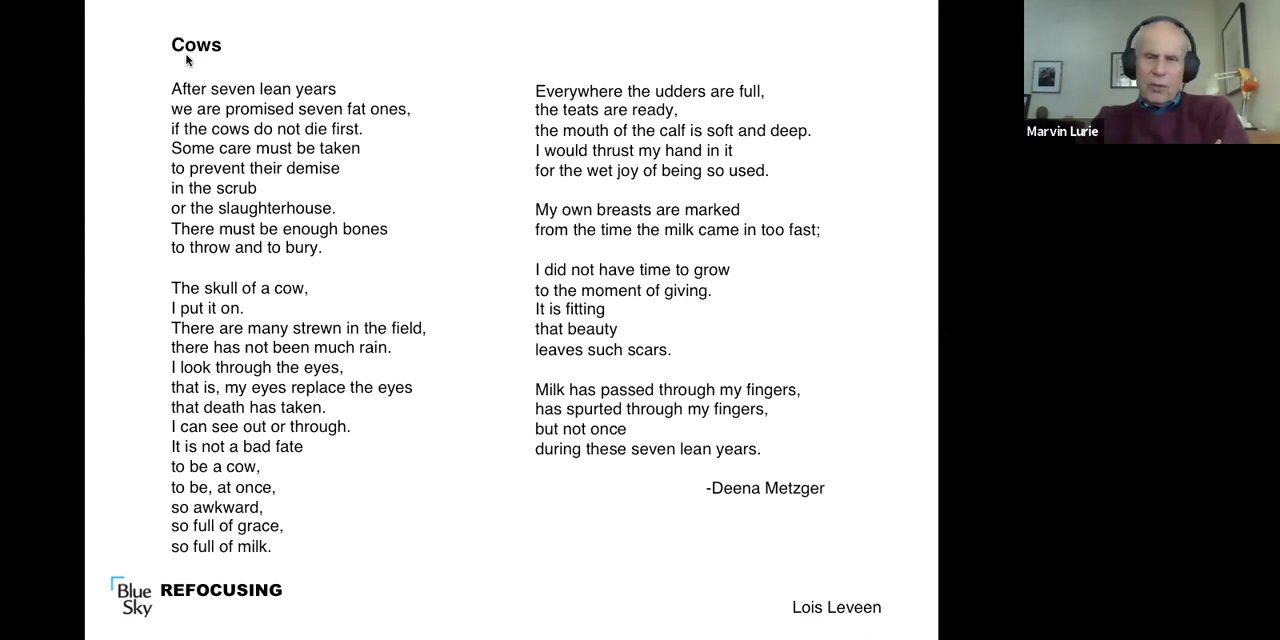 Cows
After seven lean years
we are promised seven fat ones,
if the cows do not die first.
Some care must be taken
to prevent their demise
in the scrub
or the slaughterhouse.
There must be enough bones
to throw and to bury.
The skull of a cow,
I put it on.
There are many strewn in the field,
there has not been much rain.
I look through the eyes,
that is, my eyes replace the eyes
that death has taken.
I can see out or through.
It is not a bad fate
to be a cow,
to be, at once,
so awkward,
so full of grace,
so full of milk.
Everywhere the udders are full,
the teats are ready,
the mouth of the calf is soft and deep.
I would thrust my hand in it
for the wet joy of being so used.
My own breasts are marked
from the time the milk came in too fast;
I did not have time to grow
to the moment of giving.
It is fitting
that beauty
leaves such scars.
Milk has passed through my fingers,
has spurted through my fingers,
but not once
during these seven lean years.
-Deena Metzger
Blue
Sky
REFOCUSING
Lois Leveen
Marvin Lurie